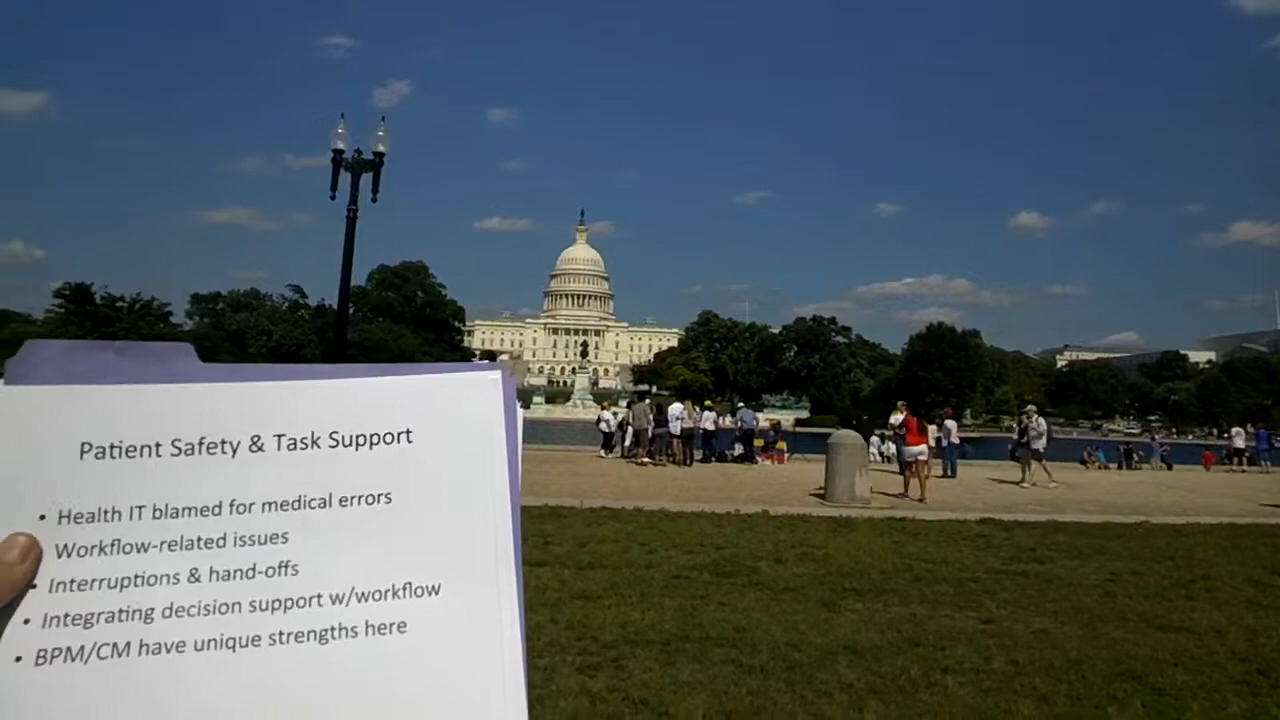 Patient Safety & Task Support
• Health IT blamed for medical errors
Workflow-related issues
• Interruptions & hand-offs
• Integrating decision support w/workflow
• BPM/CM have unique strengths here